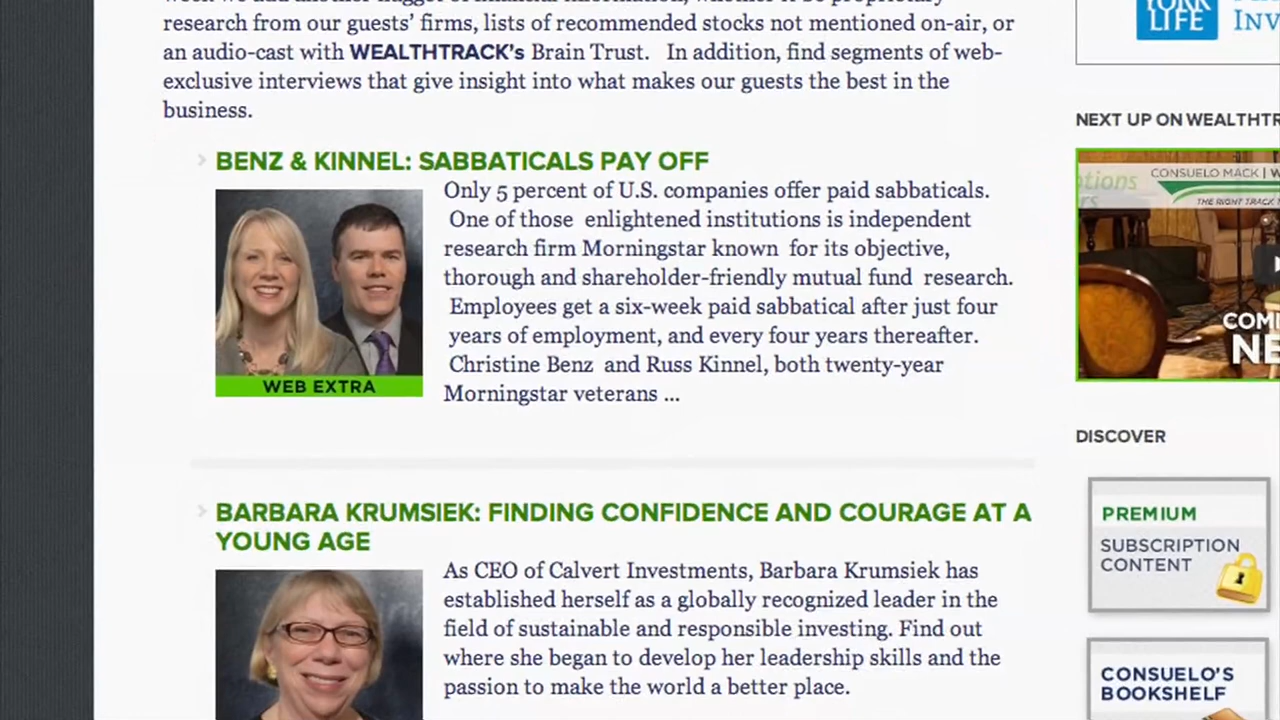 research from our guests' firms, lists of recommended stocks not mentioned on-air, or
an audio-cast with WEALTHTRACK's Brain Trust. In addition, find segments of web-
exclusive interviews that give insight into what makes our guests the best in the
business.
BENZ & KINNEL: SABBATICALS PAY OFF
Only 5 percent of U.S. companies offer paid sabbaticals.
One of those enlightened institutions is independent
research firm Morningstar known for its objective,
thorough and shareholder-friendly mutual fund research.
Employees get a six-week paid sabbatical after just four
years of employment, and every four years thereafter.
Christine Benz and Russ Kinnel, both twenty-year
Morningstar veterans ...
WEB EXTRA
BARBARA KRUMSIEK: FINDING CONFIDENCE AND COURAGE AT A
YOUNG AGE
As CEO of Calvert Investments, Barbara Krumsiek has
established herself as a globally recognized leader in the
field of sustainable and responsible investing. Find out
where she began to develop her leadership skills and the
passion to make the world a better place.
YORK
LIFE
INV
NEXT UP ON WEALTHTR
CONSUELO MACK | W
THE RIGHT TRACK
COM
NE
DISCOVER
PREMIUM
SUBSCRIPTION
CONTENT
CONSUELO'S
BOOKSHELF